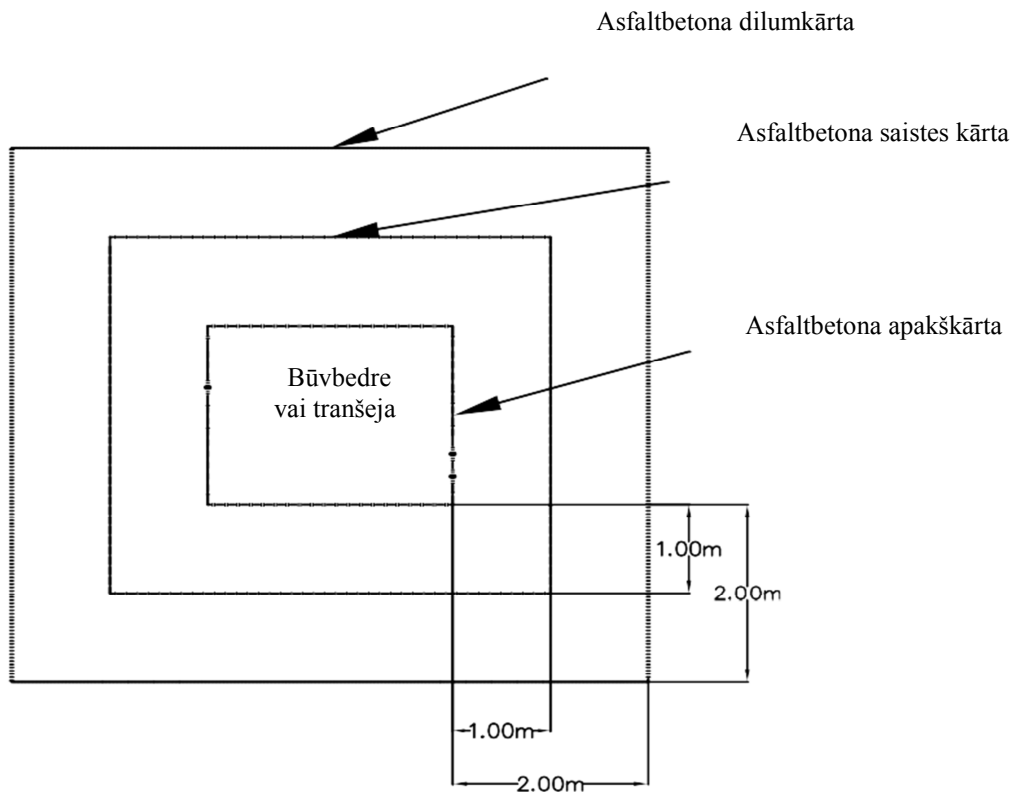 Asfaltbetona dilumkārta
Asfaltbetona saistes kārta
Asfaltbetona apakškārta
Būvbedre
vai tranšeja
1.00m
2.00m
1.00m
2.00m